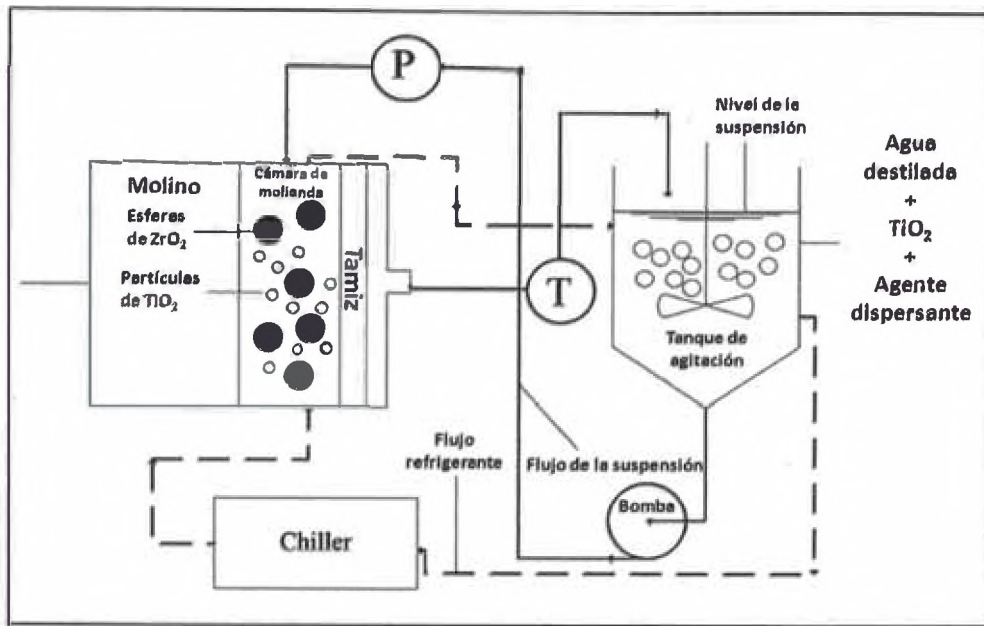 P
Nivel de la
suspensión
Molino
Cámara de
molienda
Esferas
de ZrO₂
Partículas
de TiO₂
Tamiz
T
Agua
destilada
+
TiO₂
+
Agente
dispersante
Tanque de
agitación
Flujo
refrigerante
Flujo de la suspensión
Bomba
Chiller